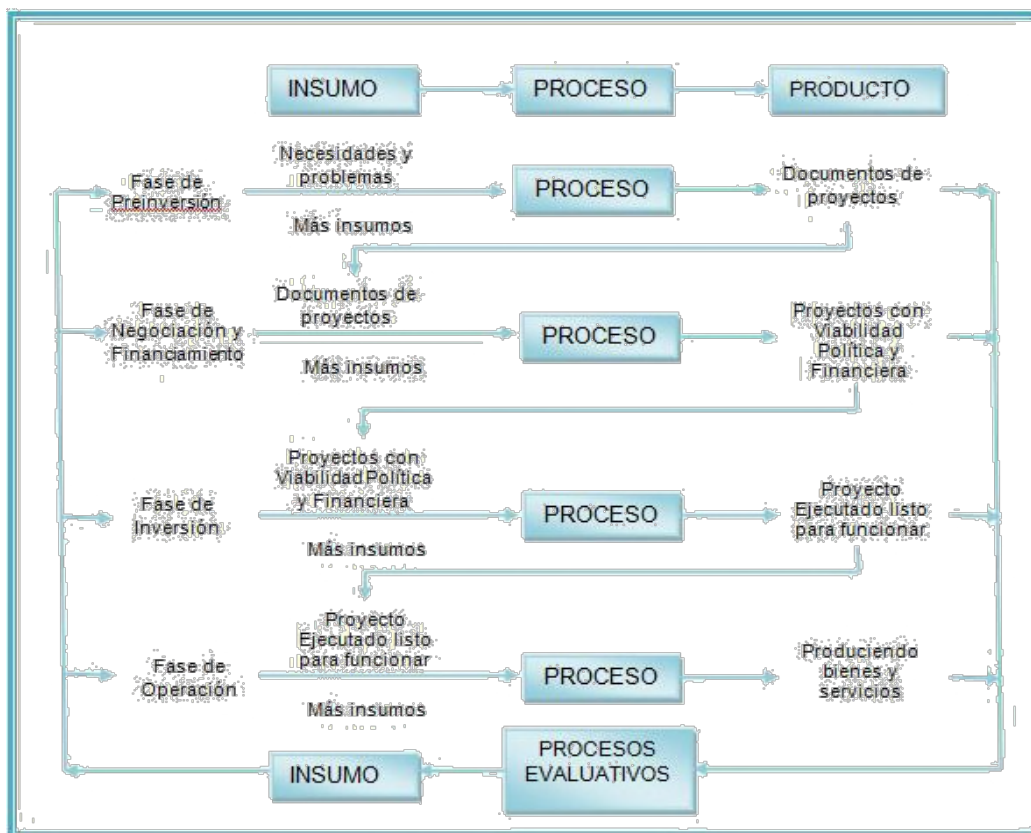 INSUMO
PROCESO
PRODUCTO
Fase de
Preinversión
Necesidades y
problemas
Más insumos
PROCESO
Documentos de
proyectos
Fase de
Negociación y
Financiamiento
Documentos de
proyectos
Más insumos
PROCESO
Proyectos con
Viabilidad
Política y
Financiera
Fase de
Inversión
Proyectos con
Viabilidad Política
y Financiera
Más insumos
PROCESO
Proyecto
Ejecutado listo
para funcionar
Fase de
Operación
Proyecto
Ejecutado listo
para funcionar
Más insumos
PROCESO
Produciendo
bienes y
servicios
INSUMO
PROCESOS
EVALUATIVOS